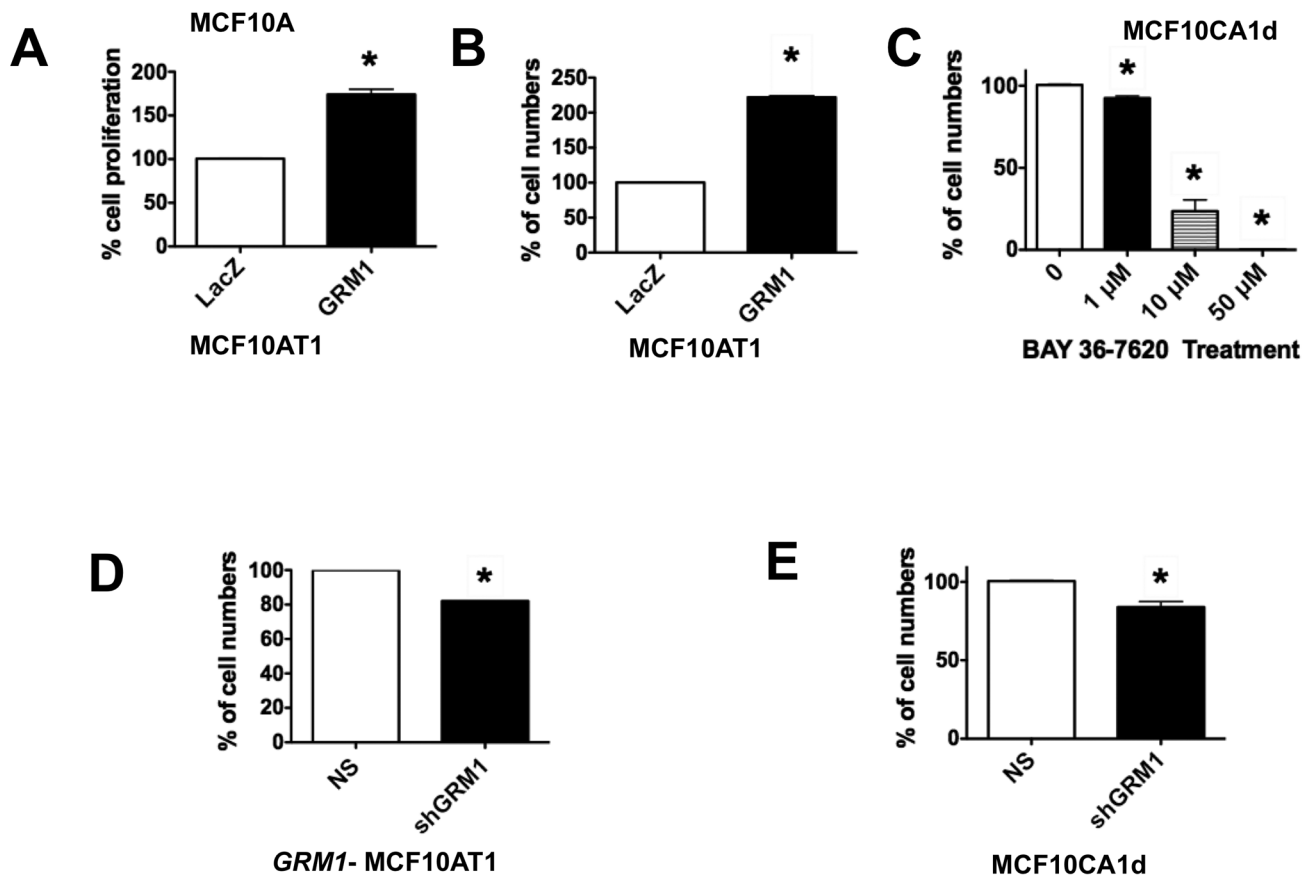 A
MCF10A
*
% cell proliferation
200
150
100
50
0
LacZ
GRM1
MCF10AT1
B
*
% of cell numbers
250
200
150
100
50
0
LacZ
GRM1
MCF10AT1
C
MCF10CA1d
*
*
*
% of cell numbers
100
50
0
0
1 µM
10 µM
50 µM
BAY 36-7620 Treatment
D
*
% of cell numbers
100
80
60
40
20
0
NS
shGRM1
GRM1- MCF10AT1
E
*
% of cell numbers
100
50
0
NS
shGRM1
MCF10CA1d